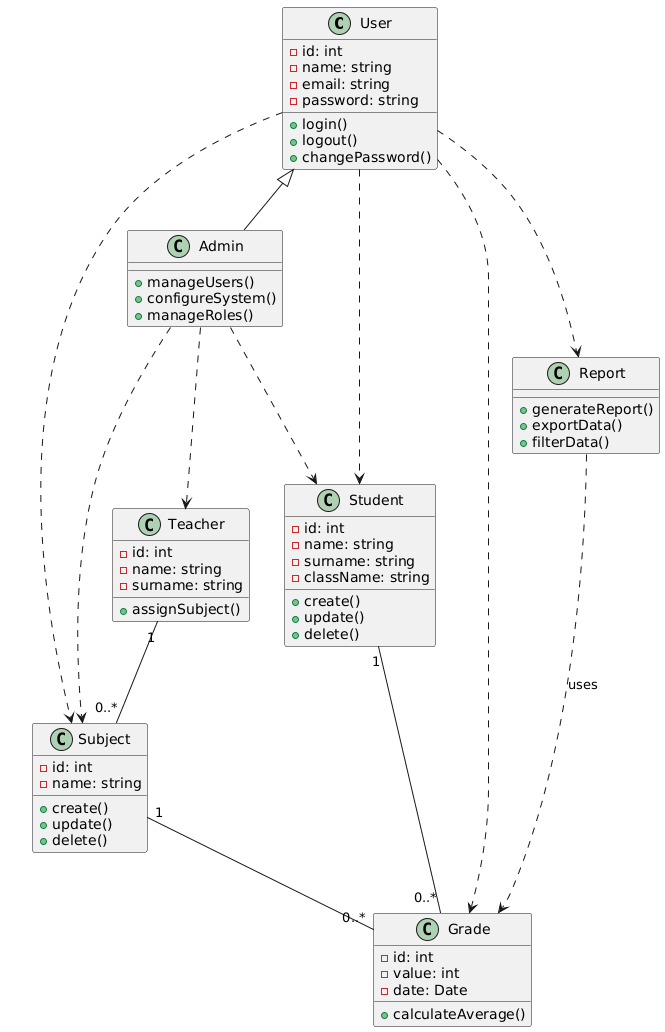 C User
id: int
name: string
email: string
password: string
login()
logout()
changePassword()
C Admin
manageUsers()
configureSystem()
manageRoles()
C Report
generateReport()
exportData()
filterData()
C Teacher
id: int
name: string
surname: string
assignSubject()
C Student
id: int
name: string
surname: string
className: string
create()
update()
delete()
1
1
uses
0..*
C Subject
id: int
name: string
create()
update()
delete()
1
0..*
0..*
C Grade
id: int
value: int
date: Date
calculateAverage()